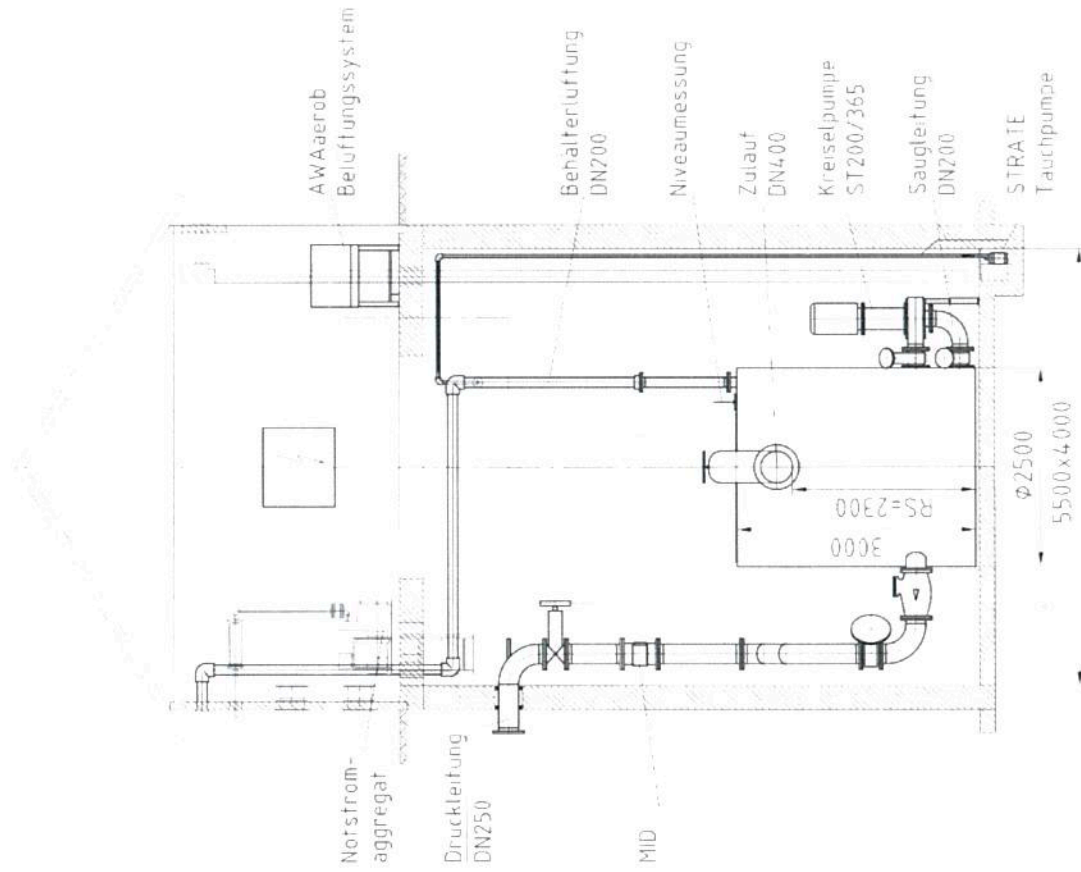 AWAaerob
Belüftungssystem
Behälterlüftung
DN200
Niveaumessung
Zulauf
DN400
Kreiselpumpe
ST200/365
Saugleitung
DN200
STRATE
Tauchpumpe
Notstrom-
aggregat
Druckleitung
DN250
MID
RS=2300
3000
Φ2500
5500x4000